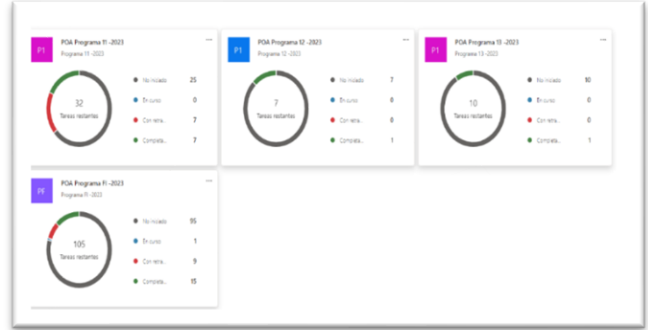 P1
POA Programa 11 -2023
Programa 11 -2023
32
Tareas restantes
No iniciado 25
En curso 0
Con retra.. 7
Completa.. 7
P1
POA Programa 12 -2023
Programa 12 -2023
7
Tareas restantes
No iniciado 7
En curso 0
Con retra.. 0
Completa.. 1
P1
POA Programa 13 -2023
Programa 13 -2023
10
Tareas restantes
No iniciado 10
En curso 0
Con retra.. 0
Completa.. 1
PF
POA Programa FI -2023
Programa FI -2023
105
Tareas restantes
No iniciado 95
En curso 1
Con retra.. 9
Completa.. 15